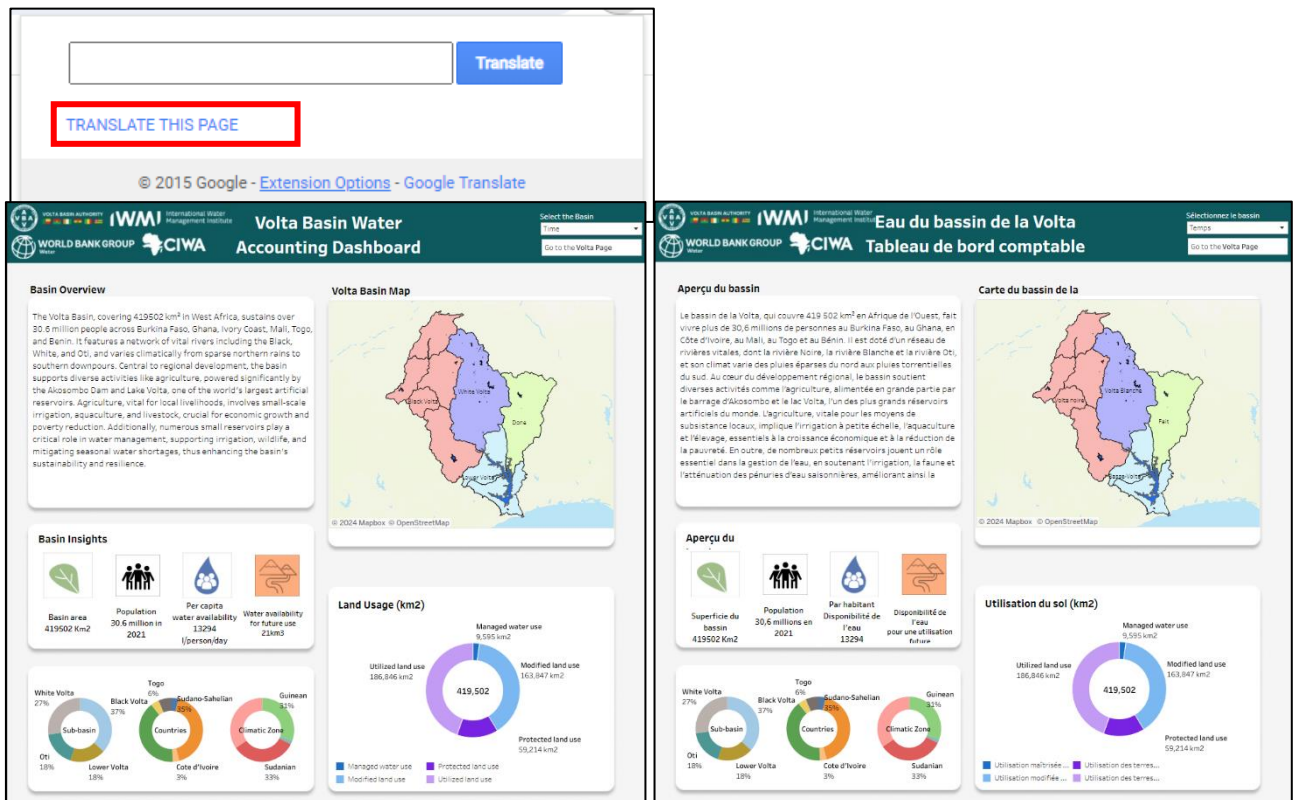 Translate
TRANSLATE THIS PAGE
© 2015 Google - Extension Options - Google Translate
VBA
VOLTA BASIN AUTHORITY
IWMI
International Water
Management Institute
WORLD BANK GROUP
Water
CIWA
Volta Basin Water
Accounting Dashboard
Select the Basin
Time
Go to the Volta Page
Basin Overview
The Volta Basin, covering 419502 km² in West Africa, sustains over
30.6 million people across Burkina Faso, Ghana, Ivory Coast, Mali, Togo,
and Benin. It features a network of vital rivers including the Black,
White, and Oti, and varies climatically from sparse northern rains to
southern downpours. Central to regional development, the basin
supports diverse activities like agriculture, powered significantly by
the Akosombo Dam and Lake Volta, one of the world's largest artificial
reservoirs. Agriculture, vital for local livelihoods, involves small-scale
irrigation, aquaculture, and livestock, crucial for economic growth and
poverty reduction. Additionally, numerous small reservoirs play a
critical role in water management, supporting irrigation, wildlife, and
mitigating seasonal water shortages, thus enhancing the basin's
sustainability and resilience.
Volta Basin Map
White Volta
Black Volta
Done
Lower Volta
© 2024 Mapbox © OpenStreetMap
Basin Insights
Basin area
419502 Km2
Population
30.6 million in
2021
Per capita
water availability
13294
l/person/day
Water availability
for future use
21km3
White Volta
27%
Black Volta
37%
Sub-basin
Oti
18%
Lower Volta
18%
Togo
6%
Countries
Cote d'Ivoire
3%
Sudano-Sahelian
35%
Guinean
31%
Climatic Zone
Sudanian
33%
Land Usage (km2)
Managed water use
9,595 km2
Utilized land use
186,846 km2
Modified land use
163,847 km2
419,502
Protected land use
59,214 km2
Managed water use
Protected land use
Modified land use
Utilized land use
VBA
VOLTA BASIN AUTHORITY
IWMI
International Water
Management Institute
WORLD BANK GROUP
Water
CIWA
Eau du bassin de la Volta
Tableau de bord comptable
Sélectionnez le bassin
Temps
Go to the Volta Page
Aperçu du bassin
Le bassin de la Volta, qui couvre 419 502 km² en Afrique de l'Ouest, fait
vivre plus de 30,6 millions de personnes au Burkina Faso, au Ghana, en
Côte d'Ivoire, au Mali, au Togo et au Bénin. Il est doté d'un réseau de
rivières vitales, dont la rivière Noire, la rivière Blanche et la rivière Oti,
et son climat varie des pluies éparses du nord aux pluies torrentielles
du sud. Au cœur du développement régional, le bassin soutient
diverses activités comme l'agriculture, alimentée en grande partie par
le barrage d'Akosombo et le lac Volta, l'un des plus grands réservoirs
artificiels du monde. L'agriculture, vitale pour les moyens de
subsistance locaux, implique l'irrigation à petite échelle, l'aquaculture
et l'élevage, essentiels à la croissance économique et à la réduction de
la pauvreté. En outre, de nombreux petits réservoirs jouent un rôle
essentiel dans la gestion de l'eau, en soutenant l'irrigation, la faune et
l'atténuation des pénuries d'eau saisonnières, améliorant ainsi la
Carte du bassin de la
Volta Blanche
Volta noire
Fait
Basse-Volta
© 2024 Mapbox © OpenStreetMap
Aperçu du
Superficie du
bassin
419502 Km2
Population
30,6 millions en
2021
Par habitant
Disponibilité de
l'eau
13294
Disponibilité de
l'eau
pour une utilisation
future
White Volta
27%
Black Volta
37%
Sub-basin
Oti
18%
Lower Volta
18%
Togo
6%
Countries
Cote d'Ivoire
3%
Sudano-Sahelian
35%
Guinean
31%
Climatic Zone
Sudanian
33%
Utilisation du sol (km2)
Managed water use
9,595 km2
Utilized land use
186,846 km2
Modified land use
163,847 km2
419,502
Protected land use
59,214 km2
Utilisation maîtrisée ...
Utilisation des terres...
Utilisation modifiée ...
Utilisation des terres...